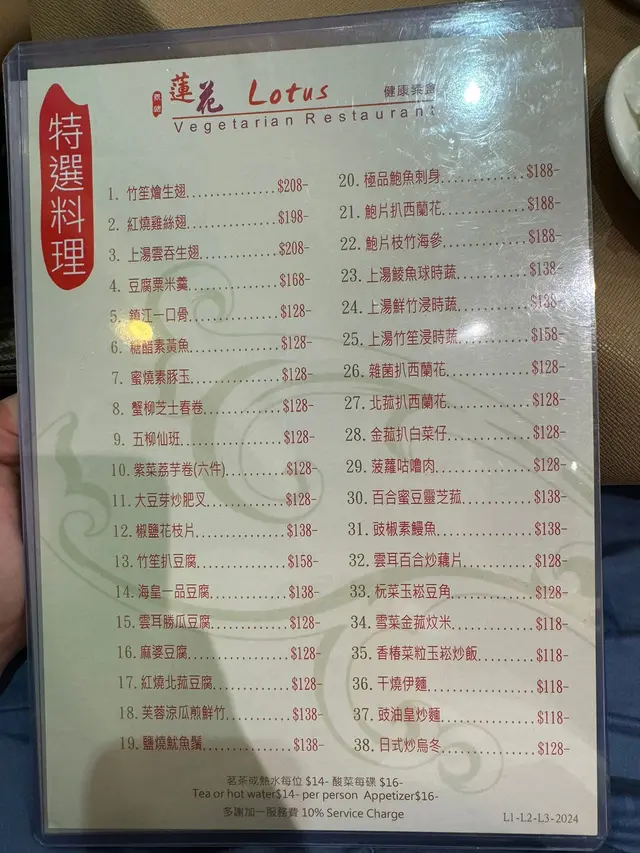 蓮花 Lotus 健康素食
Vegetarian Restaurant
特選料理
1. 竹笙燴生翅..............$208-
2. 紅燒雞絲翅..............$198-
3. 上湯雲吞生翅............$208-
4. 豆腐粟米羹..............$168-
5. 鎮江一口骨..............$128-
6. 糖醋素黃魚..............$128-
7. 蜜燒素豚玉..............$128-
8. 蟹柳芝士春卷............$128-
9. 五柳仙班................$128-
10. 紫菜荔芋卷(六件)..........$128-
11. 大豆芽炒肥叉............$128-
12. 椒鹽花枝片..............$138-
13. 竹笙扒豆腐..............$158-
14. 海皇一品豆腐............$138-
15. 雲耳勝瓜豆腐............$128-
16. 麻婆豆腐................$128-
17. 紅燒北菰豆腐............$128-
18. 芙蓉涼瓜煎鮮竹..........$138-
19. 鹽燒魷魚鬚..............$138-
20. 極品鮑魚刺身..............$188-
21. 鮑片扒西蘭花............$188-
22. 鮑片枝竹海參............$188-
23. 上湯鯪魚球時蔬..........$138-
24. 上湯鮮竹浸時蔬..........$138-
25. 上湯竹笙浸時蔬..........$158-
26. 雜菌扒西蘭花............$128-
27. 北菰扒西蘭花............$128-
28. 金菰扒白菜仔............$128-
29. 菠蘿咕嚕肉..............$128-
30. 百合蜜豆靈芝菰..........$138-
31. 豉椒素鰻魚..............$138-
32. 雲耳百合炒藕片..........$128-
33. 杬菜玉崧豆角............$128-
34. 雪菜金菰炆米............$118-
35. 香椿菜粒玉崧炒飯........$118-
36. 干燒伊麵................$118-
37. 豉油皇炒麵..............$118-
38. 日式炒烏冬..............$128-
茗茶或熱水每位 $14- 酸菜每碟 $16-
Tea or hot water$14- per person Appetizer$16-
多謝加一服務費 10% Service Charge
L1-L2-L3-2024